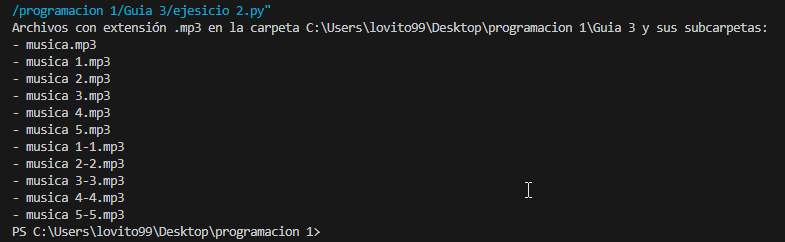 /programacion 1/Guia 3/ejesicio 2.py"
Archivos con extensión .mp3 en la carpeta C:\Users\lovito99\Desktop\programacion 1\Guia 3 y sus subcarpetas:
- musica.mp3
- musica 1.mp3
- musica 2.mp3
- musica 3.mp3
- musica 4.mp3
- musica 5.mp3
- musica 1-1.mp3
- musica 2-2.mp3
- musica 3-3.mp3
- musica 4-4.mp3
- musica 5-5.mp3
PS C:\Users\lovito99\Desktop\programacion 1>